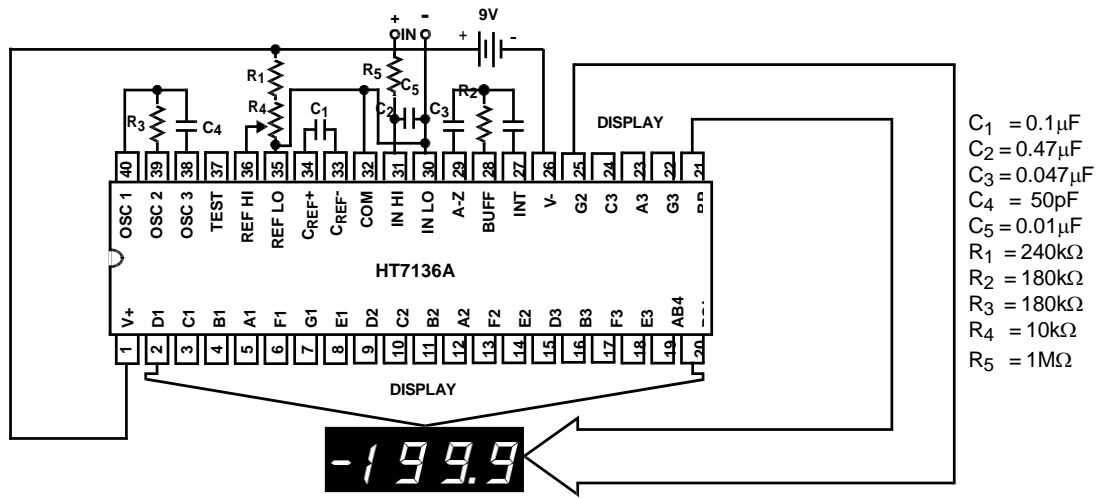 + -
IN
9V
+ -
R1
R5
C5
R4
C1
C2
C3
R2
R3
C4
DISPLAY
40 39 38 37 36 35 34 33 32 31 30 29 28 27 26 25 24 23 22 21
OSC 1 OSC 2 OSC 3 TEST REF HI REF LO CREF+ CREF- COM IN HI IN LO A-Z BUFF INT V- G2 C3 A3 G3
HT7136A
V+ D1 C1 B1 A1 F1 G1 E1 D2 C2 B2 A2 F2 E2 D3 B3 F3 E3 AB4
1 2 3 4 5 6 7 8 9 10 11 12 13 14 15 16 17 18 19 20
DISPLAY
-199.9
C1 = 0.1μF
C2 = 0.47μF
C3 = 0.047μF
C4 = 50pF
C5 = 0.01μF
R1 = 240kΩ
R2 = 180kΩ
R3 = 180kΩ
R4 = 10kΩ
R5 = 1MΩ